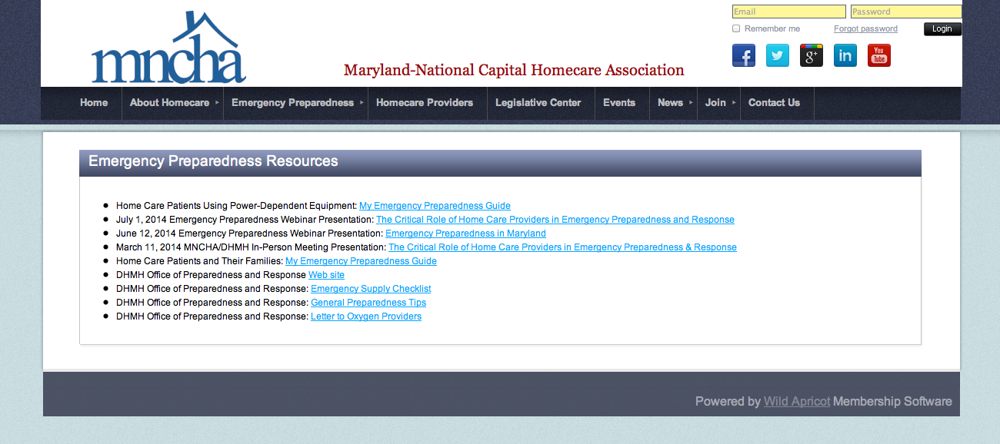 mncha
Maryland-National Capital Homecare Association
Email Password
Remember me Forgot password Login
You
Tube
Home About Homecare Emergency Preparedness Homecare Providers Legislative Center Events News Join Contact Us
Emergency Preparedness Resources
Home Care Patients Using Power-Dependent Equipment: My Emergency Preparedness Guide
July 1, 2014 Emergency Preparedness Webinar Presentation: The Critical Role of Home Care Providers in Emergency Preparedness and Response
June 12, 2014 Emergency Preparedness Webinar Presentation: Emergency Preparedness in Maryland
March 11, 2014 MNCHA/DHMH In-Person Meeting Presentation: The Critical Role of Home Care Providers in Emergency Preparedness & Response
Home Care Patients and Their Families: My Emergency Preparedness Guide
DHMH Office of Preparedness and Response Web site
DHMH Office of Preparedness and Response: Emergency Supply Checklist
DHMH Office of Preparedness and Response: General Preparedness Tips
DHMH Office of Preparedness and Response: Letter to Oxygen Providers
Powered by Wild Apricot Membership Software